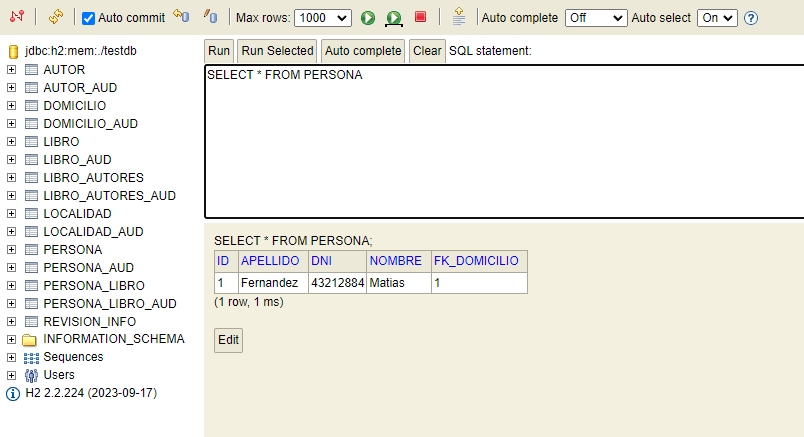 Auto commit Max rows: 1000 Auto complete Off Auto select On
jdbc:h2:mem:./testdb
AUTOR
AUTOR_AUD
DOMICILIO
DOMICILIO_AUD
LIBRO
LIBRO_AUD
LIBRO_AUTORES
LIBRO_AUTORES_AUD
LOCALIDAD
LOCALIDAD_AUD
PERSONA
PERSONA_AUD
PERSONA_LIBRO
PERSONA_LIBRO_AUD
REVISION_INFO
INFORMATION_SCHEMA
Sequences
Users
H2 2.2.224 (2023-09-17)
Run Run Selected Auto complete Clear SQL statement:
SELECT * FROM PERSONA
SELECT * FROM PERSONA;
ID APELLIDO DNI NOMBRE FK_DOMICILIO
1 Fernandez 43212884 Matias 1
(1 row, 1 ms)
Edit